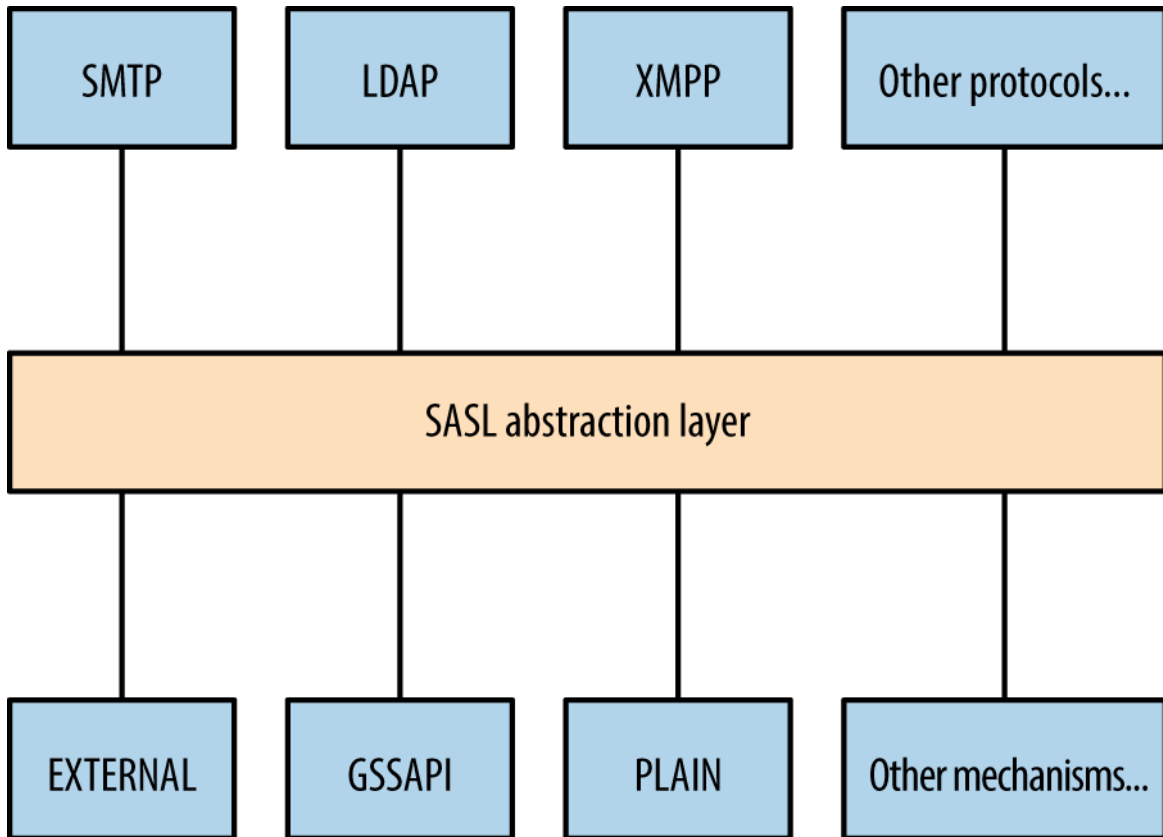 SMTP
LDAP
XMPP
Other protocols...
SASL abstraction layer
EXTERNAL
GSSAPI
PLAIN
Other mechanisms...